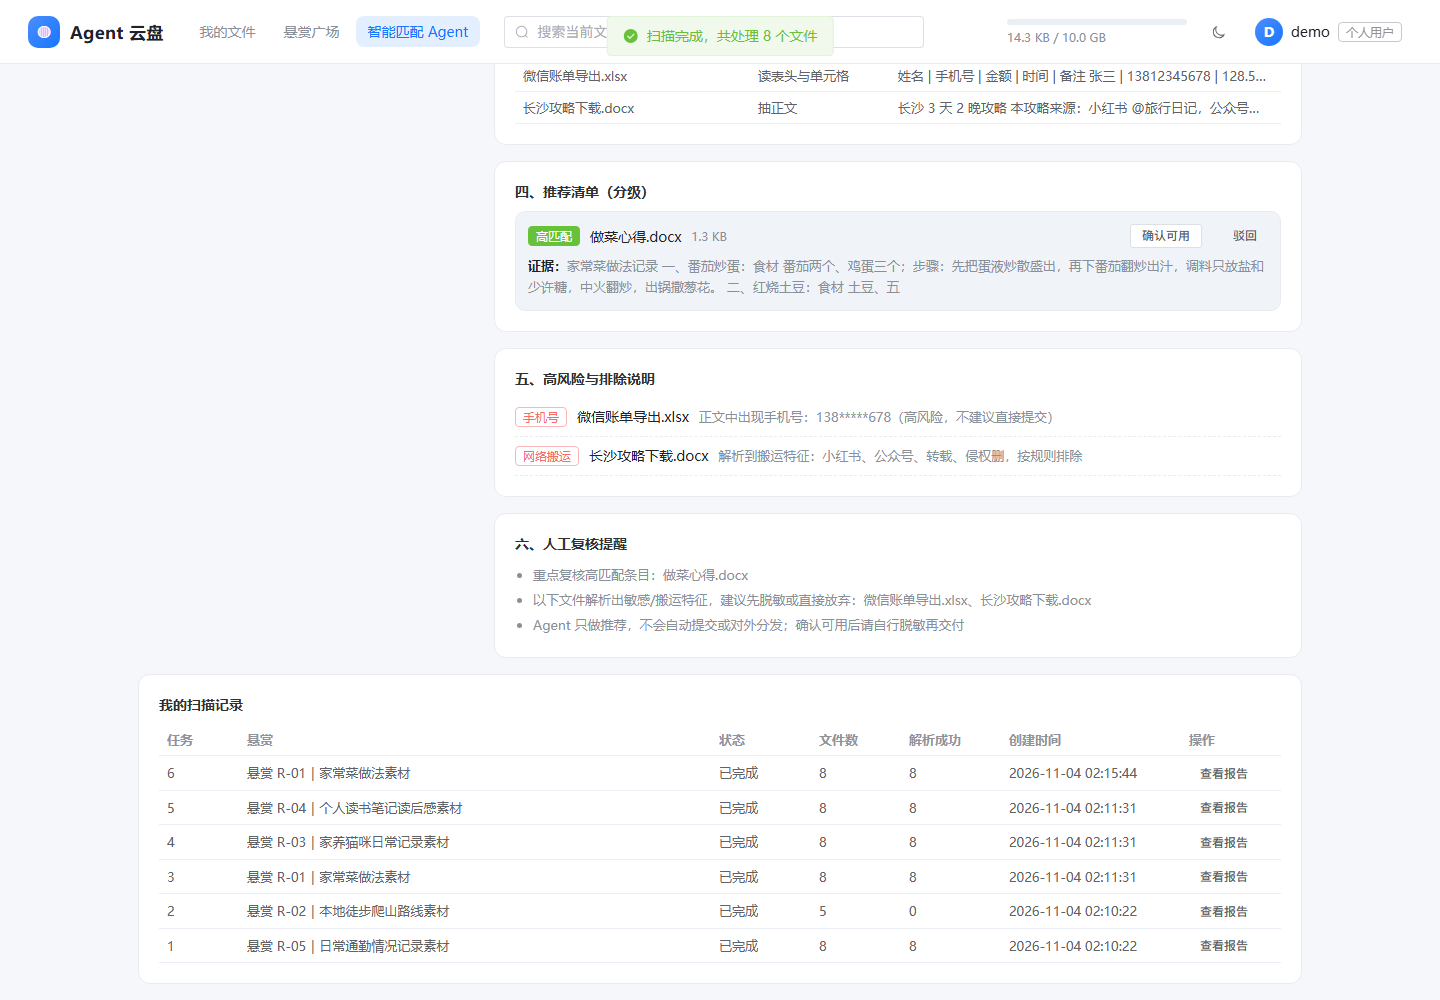 Agent 云盘
我的文件
悬赏广场
智能匹配 Agent
搜索当前文
扫描完成，共处理 8 个文件
14.3 KB / 10.0 GB
D
demo
个人用户
微信账单导出.xlsx 读表头与单元格 姓名 | 手机号 | 金额 | 时间 | 备注 张三 | 13812345678 | 128.5...
长沙攻略下载.docx 抽正文 长沙 3 天 2 晚攻略 本攻略来源：小红书 @旅行日记，公众号...
四、推荐清单（分级）
高匹配 做菜心得.docx 1.3 KB 确认可用 驳回
证据：家常菜做法记录 一、番茄炒蛋：食材 番茄两个、鸡蛋三个；步骤：先把蛋液炒散盛出，再下番茄翻炒出汁，调料只放盐和
少许糖，中火翻炒，出锅撒葱花。 二、红烧土豆：食材 土豆、五
五、高风险与排除说明
手机号 微信账单导出.xlsx 正文中出现手机号：138*****678（高风险，不建议直接提交）
网络搬运 长沙攻略下载.docx 解析到搬运特征：小红书、公众号、转载、侵权删，按规则排除
六、人工复核提醒
重点复核高匹配条目：做菜心得.docx
以下文件解析出敏感/搬运特征，建议先脱敏或直接放弃：微信账单导出.xlsx、长沙攻略下载.docx
Agent 只做推荐，不会自动提交或对外分发；确认可用后请自行脱敏再交付
我的扫描记录
任务 悬赏 状态 文件数 解析成功 创建时间 操作
6 悬赏 R-01 | 家常菜做法素材 已完成 8 8 2026-11-04 02:15:44 查看报告
5 悬赏 R-04 | 个人读书笔记读后感素材 已完成 8 8 2026-11-04 02:11:31 查看报告
4 悬赏 R-03 | 家养猫咪日常记录素材 已完成 8 8 2026-11-04 02:11:31 查看报告
3 悬赏 R-01 | 家常菜做法素材 已完成 8 8 2026-11-04 02:11:31 查看报告
2 悬赏 R-02 | 本地徒步爬山路线素材 已完成 5 0 2026-11-04 02:10:22 查看报告
1 悬赏 R-05 | 日常通勤情况记录素材 已完成 8 8 2026-11-04 02:10:22 查看报告